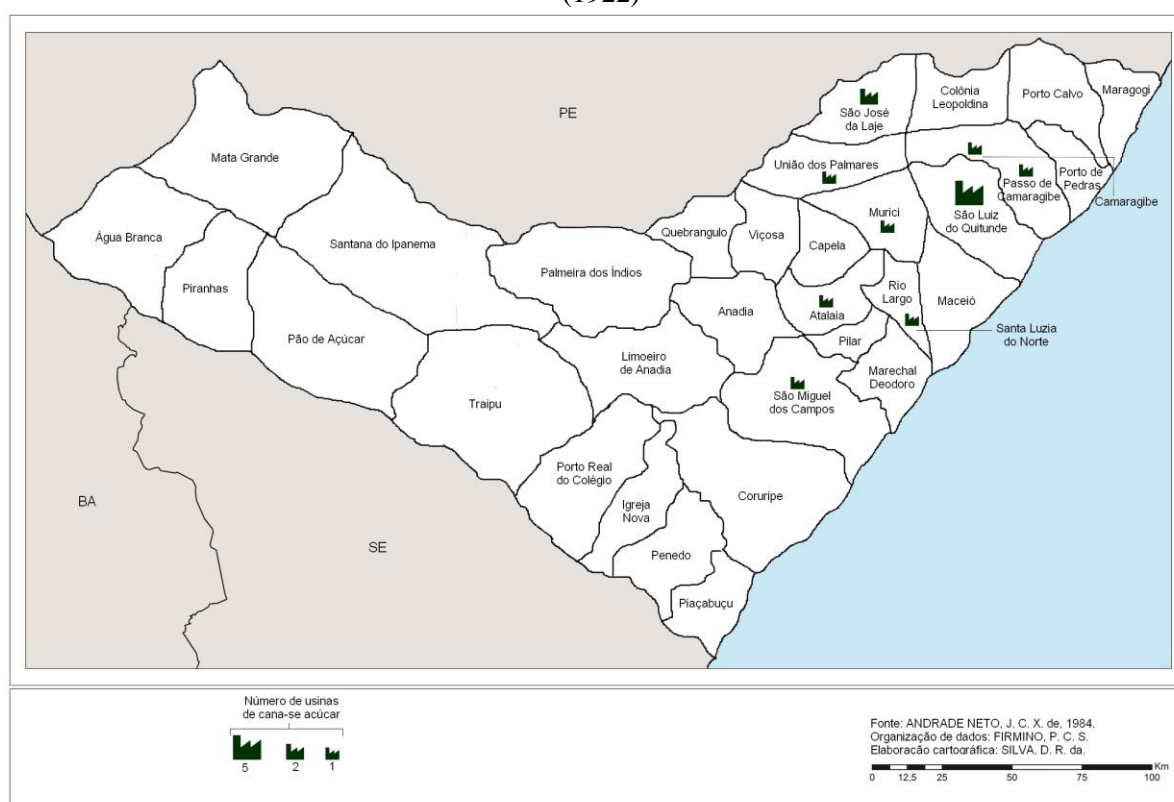 (1922)
PE
São José
da Laje
Colônia
Leopoldina
Porto Calvo
Maragogi
Mata Grande
União dos Palmares
Passo de
Camaragibe
Porto de
Pedras
Camaragibe
São Luiz
do Quitunde
Água Branca
Piranhas
Santana do Ipanema
Quebrangulo
Viçosa
Capela
Murici
Palmeira dos Índios
Pão de Açúcar
Anadia
Atalaia
Rio
Largo
Maceió
Santa Luzia
do Norte
Pilar
Limoeiro
de Anadia
Marechal
Deodoro
São Miguel
dos Campos
Traipu
Porto Real
do Colégio
Igreja
Nova
Coruripe
Penedo
Piaçabuçu
BA
SE
Número de usinas
de cana-se acúcar
5 2 1
Fonte: ANDRADE NETO, J. C. X. de, 1984.
Organização de dados: FIRMINO, P. C. S.
Elaboracão cartográfica: SILVA. D. R. da.
Km
0 12,5 25 50 75 100